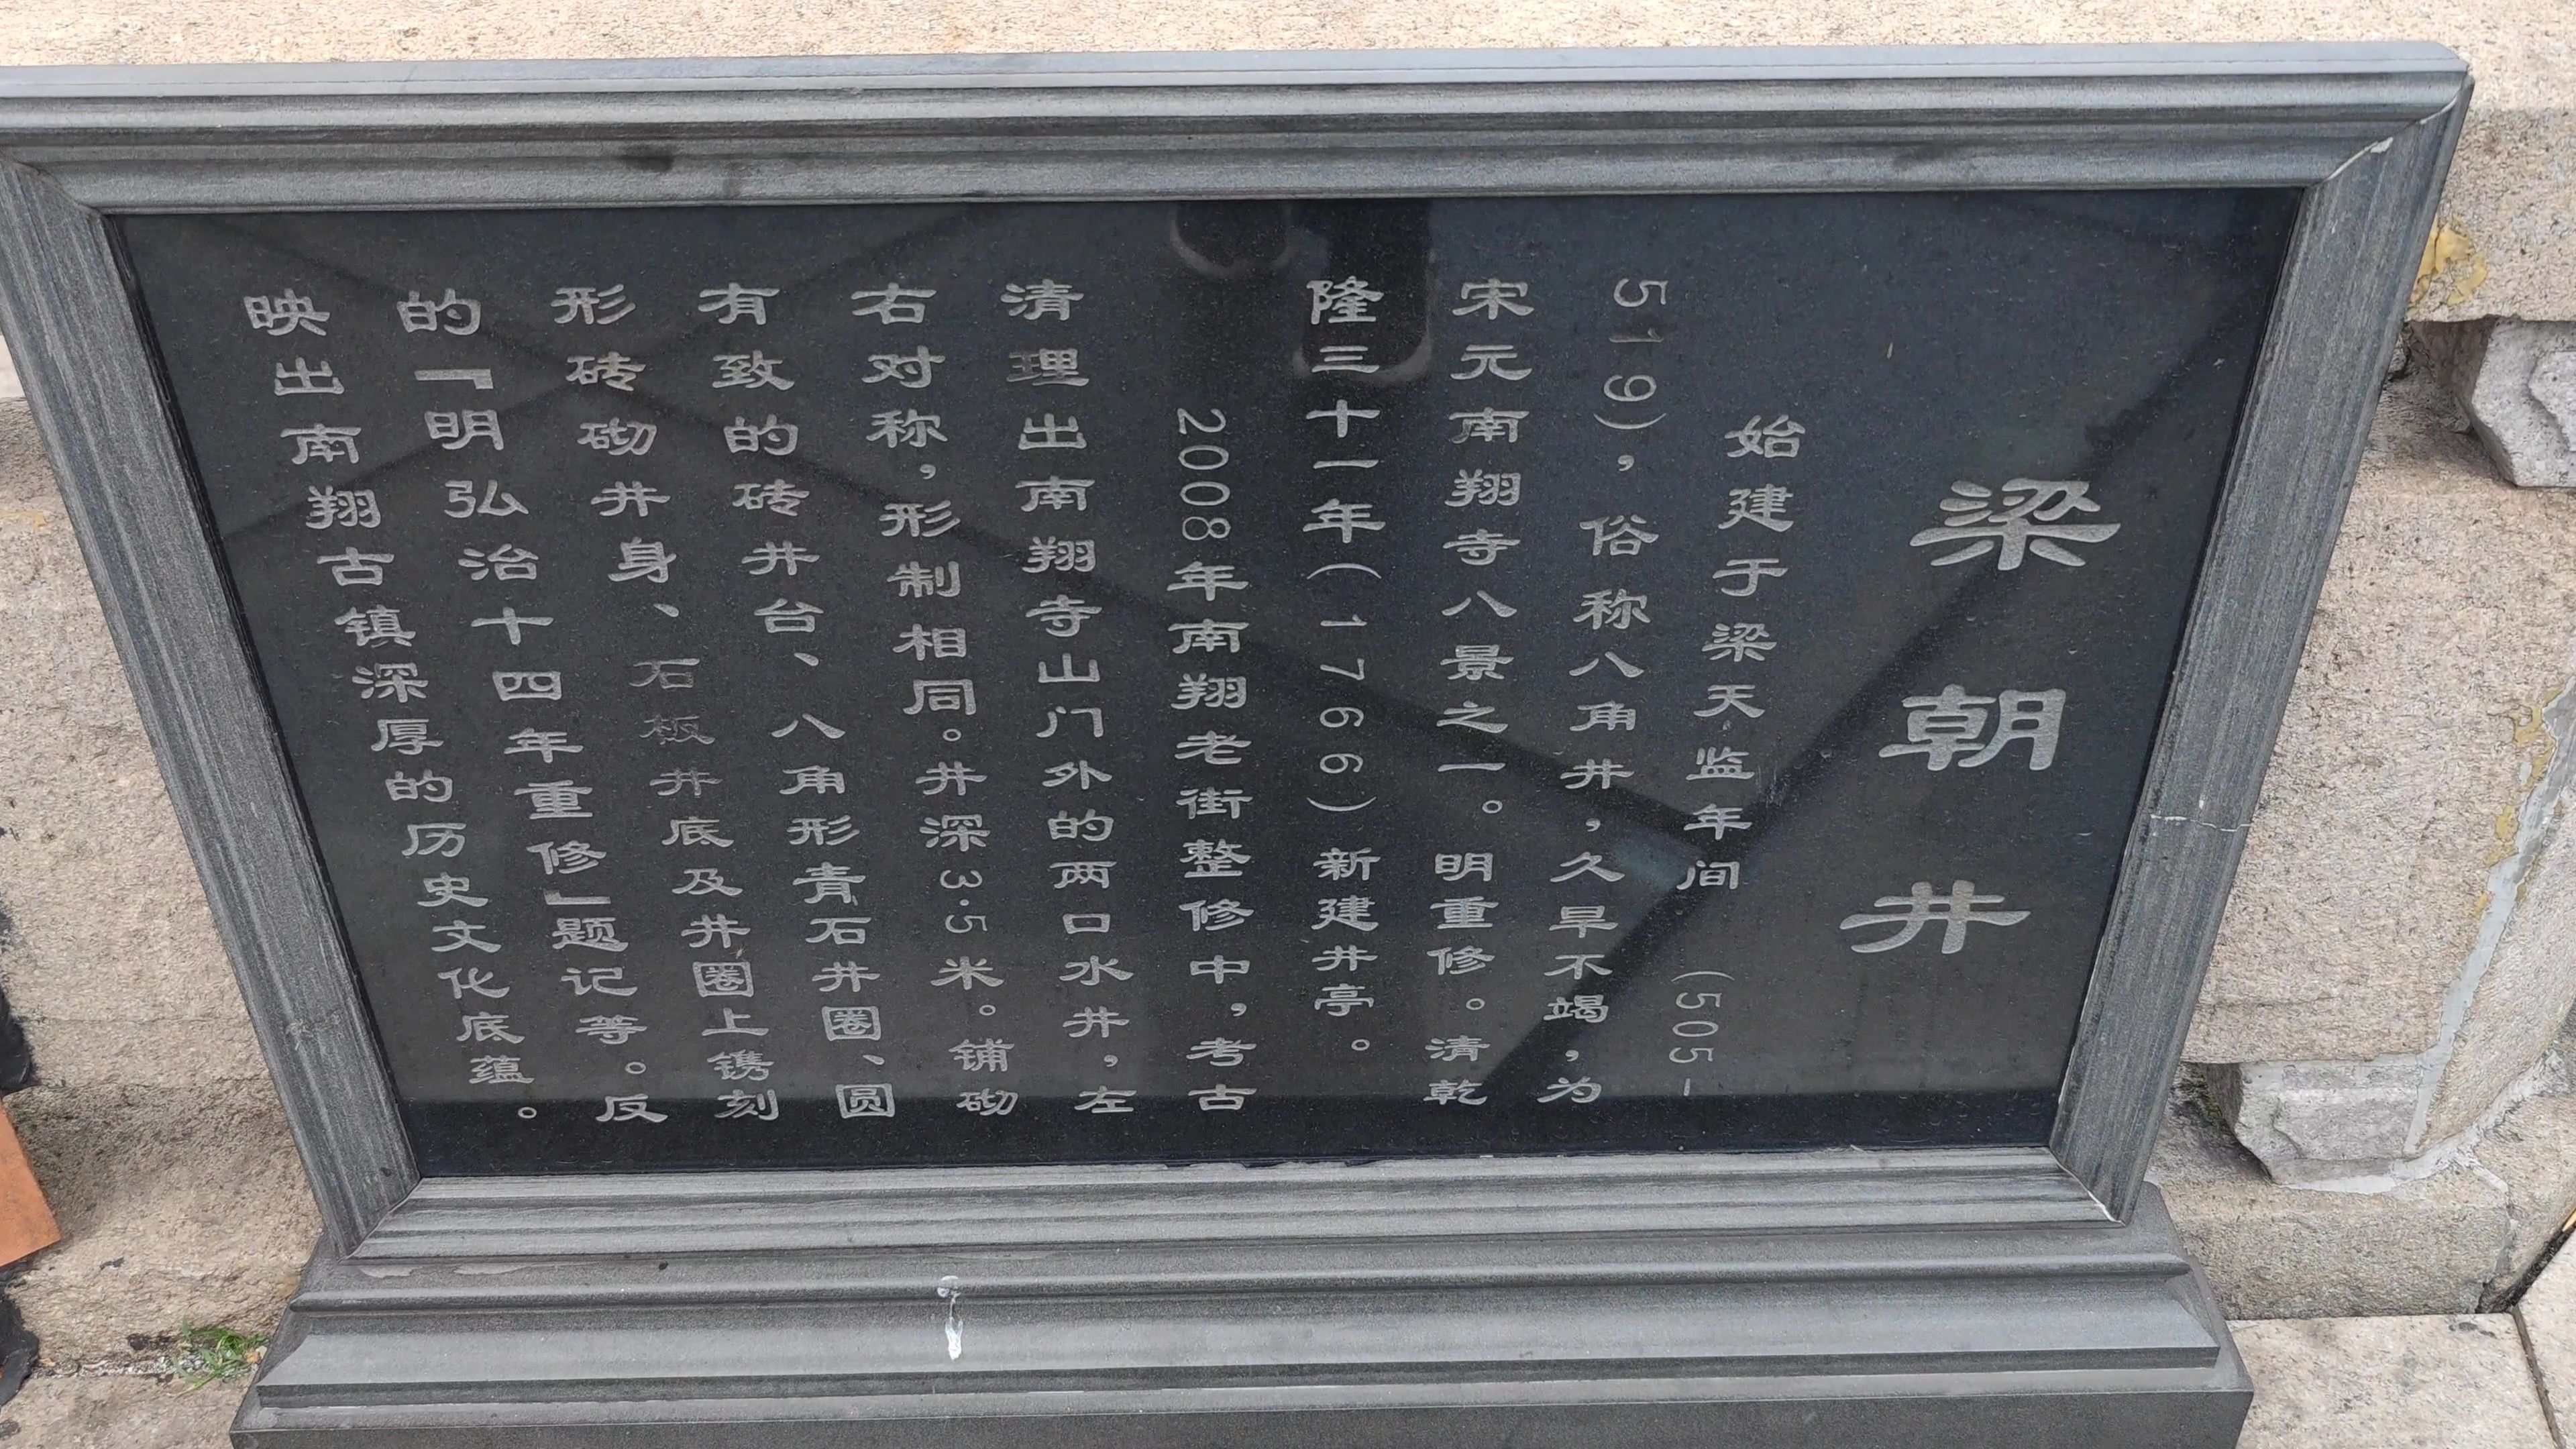 梁朝井
始建于梁天监年间(505-
519)，俗称八角井，久旱不竭，为
宋元南翔寺八景之一。明重修。清乾
隆三十一年(1766)新建井亭。
2008年南翔老街整修中，考古
清理出南翔寺山门外的两口水井，左
右对称，形制相同。井深3.5米。铺砌
有致的砖井台、八角形青石井圈、圆
形砖砌井身、石板井底及井圈上镌刻
的『明弘治十四年重修』题记等。反
映出南翔古镇深厚的历史文化底蕴。